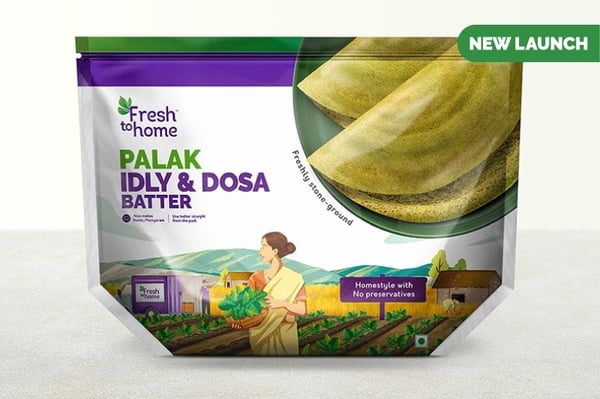 NEW LAUNCH
Fresh
to home
PALAK
IDLY & DOSA
BATTER
Also makes
Paddu/Paniyaram
Use batter straight
from the pack
Freshly stone-ground
Fresh
to home
Homestyle with
No preservatives